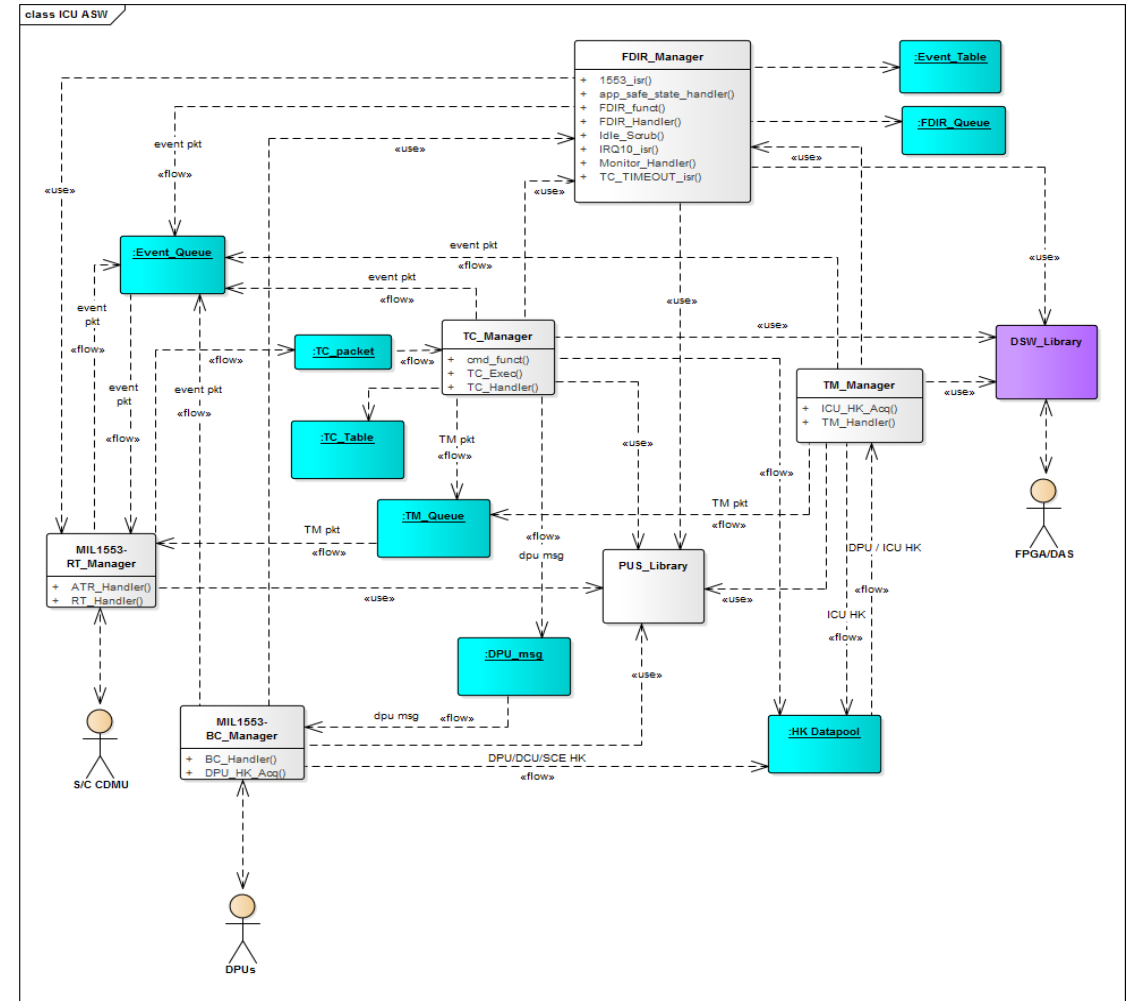 class ICU ASW
FDIR_Manager
+ 1553_isr()
+ app_safe_state_handler()
+ FDIR_funct()
+ FDIR_Handler()
+ Idle_Scrub()
+ IRQ10_isr()
+ Monitor_Handler()
+ TC_TIMEOUT_isr()
:Event_Table
:FDIR_Queue
event pkt
«flow»
«use»
«use»
«use»
:Event_Queue
event pkt
«flow»
event pkt
«flow»
«use»
«use»
event
pkt
«flow»
:TC_packet
«flow»
«flow»
TC_Manager
+ cmd_funct()
+ TC_Exec()
+ TC_Handler()
«use»
DSW_Library
TM_Manager
+ ICU_HK_Acq()
+ TM_Handler()
«use»
event
pkt
«flow»
event pkt
«flow»
:TC_Table
TM pkt
«flow»
«use»
«flow»
:TM_Queue
TM pkt
«flow»
TM pkt
«flow»
FPGA/DAS
MIL1553-
RT_Manager
+ ATR_Handler()
+ RT_Handler()
«flow»
dpu msg
PUS_Library
DPU / ICU HK
«flow»
«use»
«use»
ICU HK
«flow»
:DPU_msg
«use»
dpu msg
«flow»
S/C CDMU
MIL1553-
BC_Manager
+ BC_Handler()
+ DPU_HK_Acq()
:HK Datapool
DPU/DCU/SCE HK
«flow»
DPUs